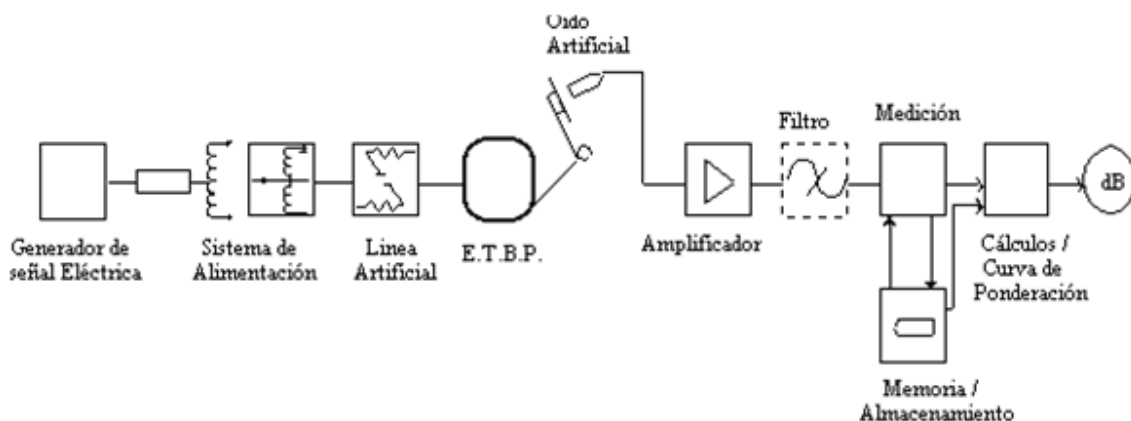 Oido
Artificial
Filtro
Medición
dB
Generador de
señal Eléctrica
Sistema de
Alimentación
Linea
Artificial
E.T.B.P.
Amplificador
Cálculos /
Curva de
Ponderación
Memoria /
Almacenamiento